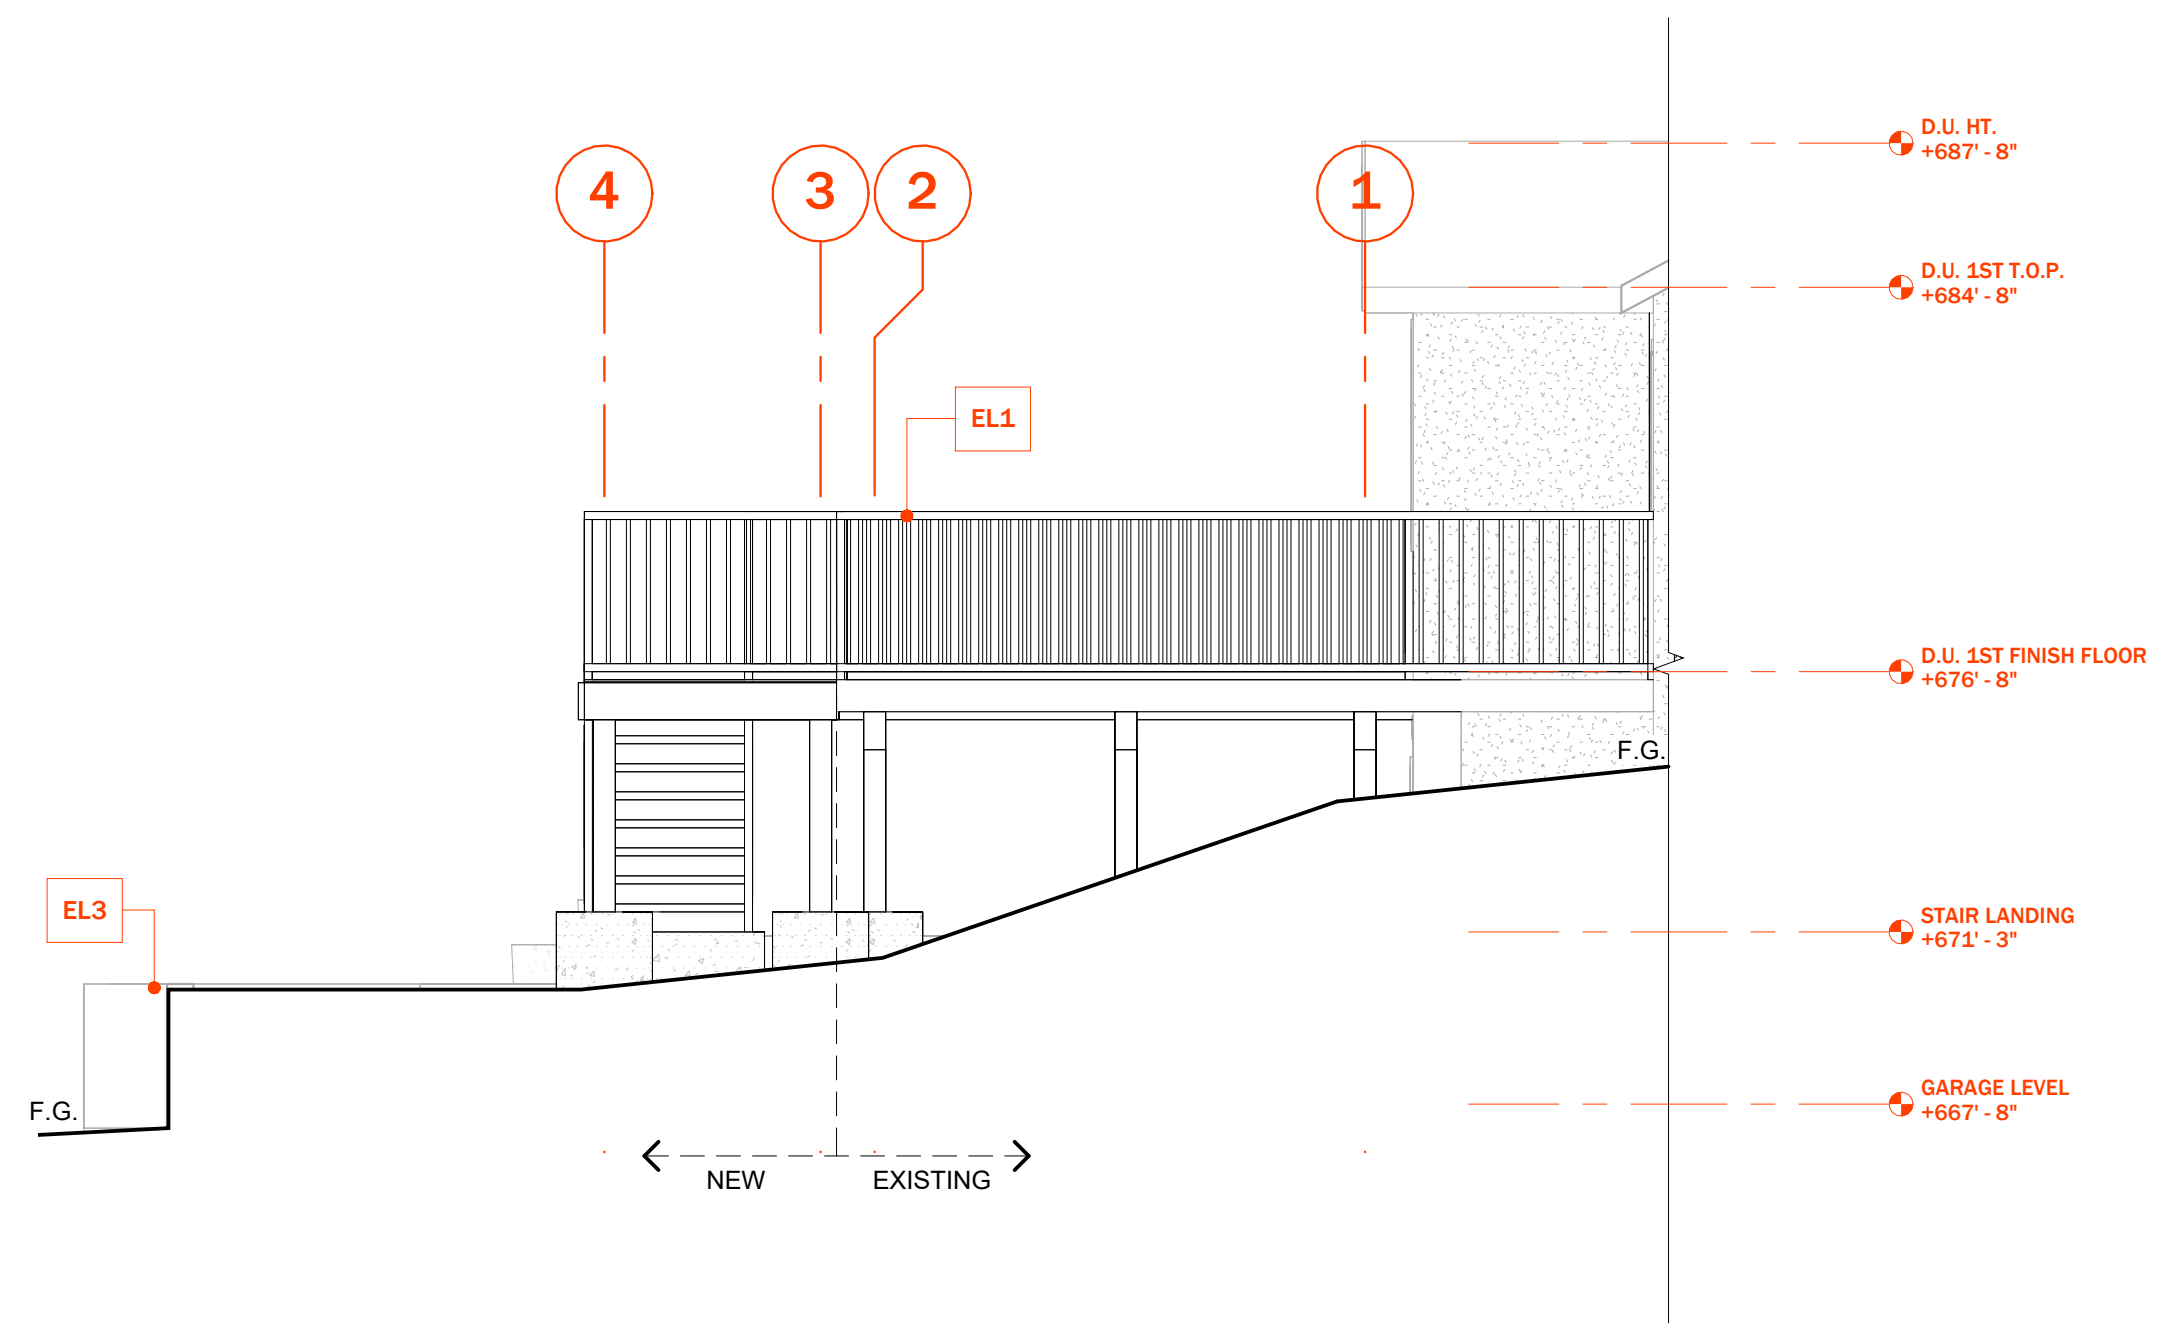 D.U. HT.
+687' - 8"
4
3
2
1
D.U. 1ST T.O.P.
+684' - 8"
EL1
D.U. 1ST FINISH FLOOR
+676' - 8"
F.G.
EL3
STAIR LANDING
+671' - 3"
GARAGE LEVEL
+667' - 8"
F.G.
NEW
EXISTING